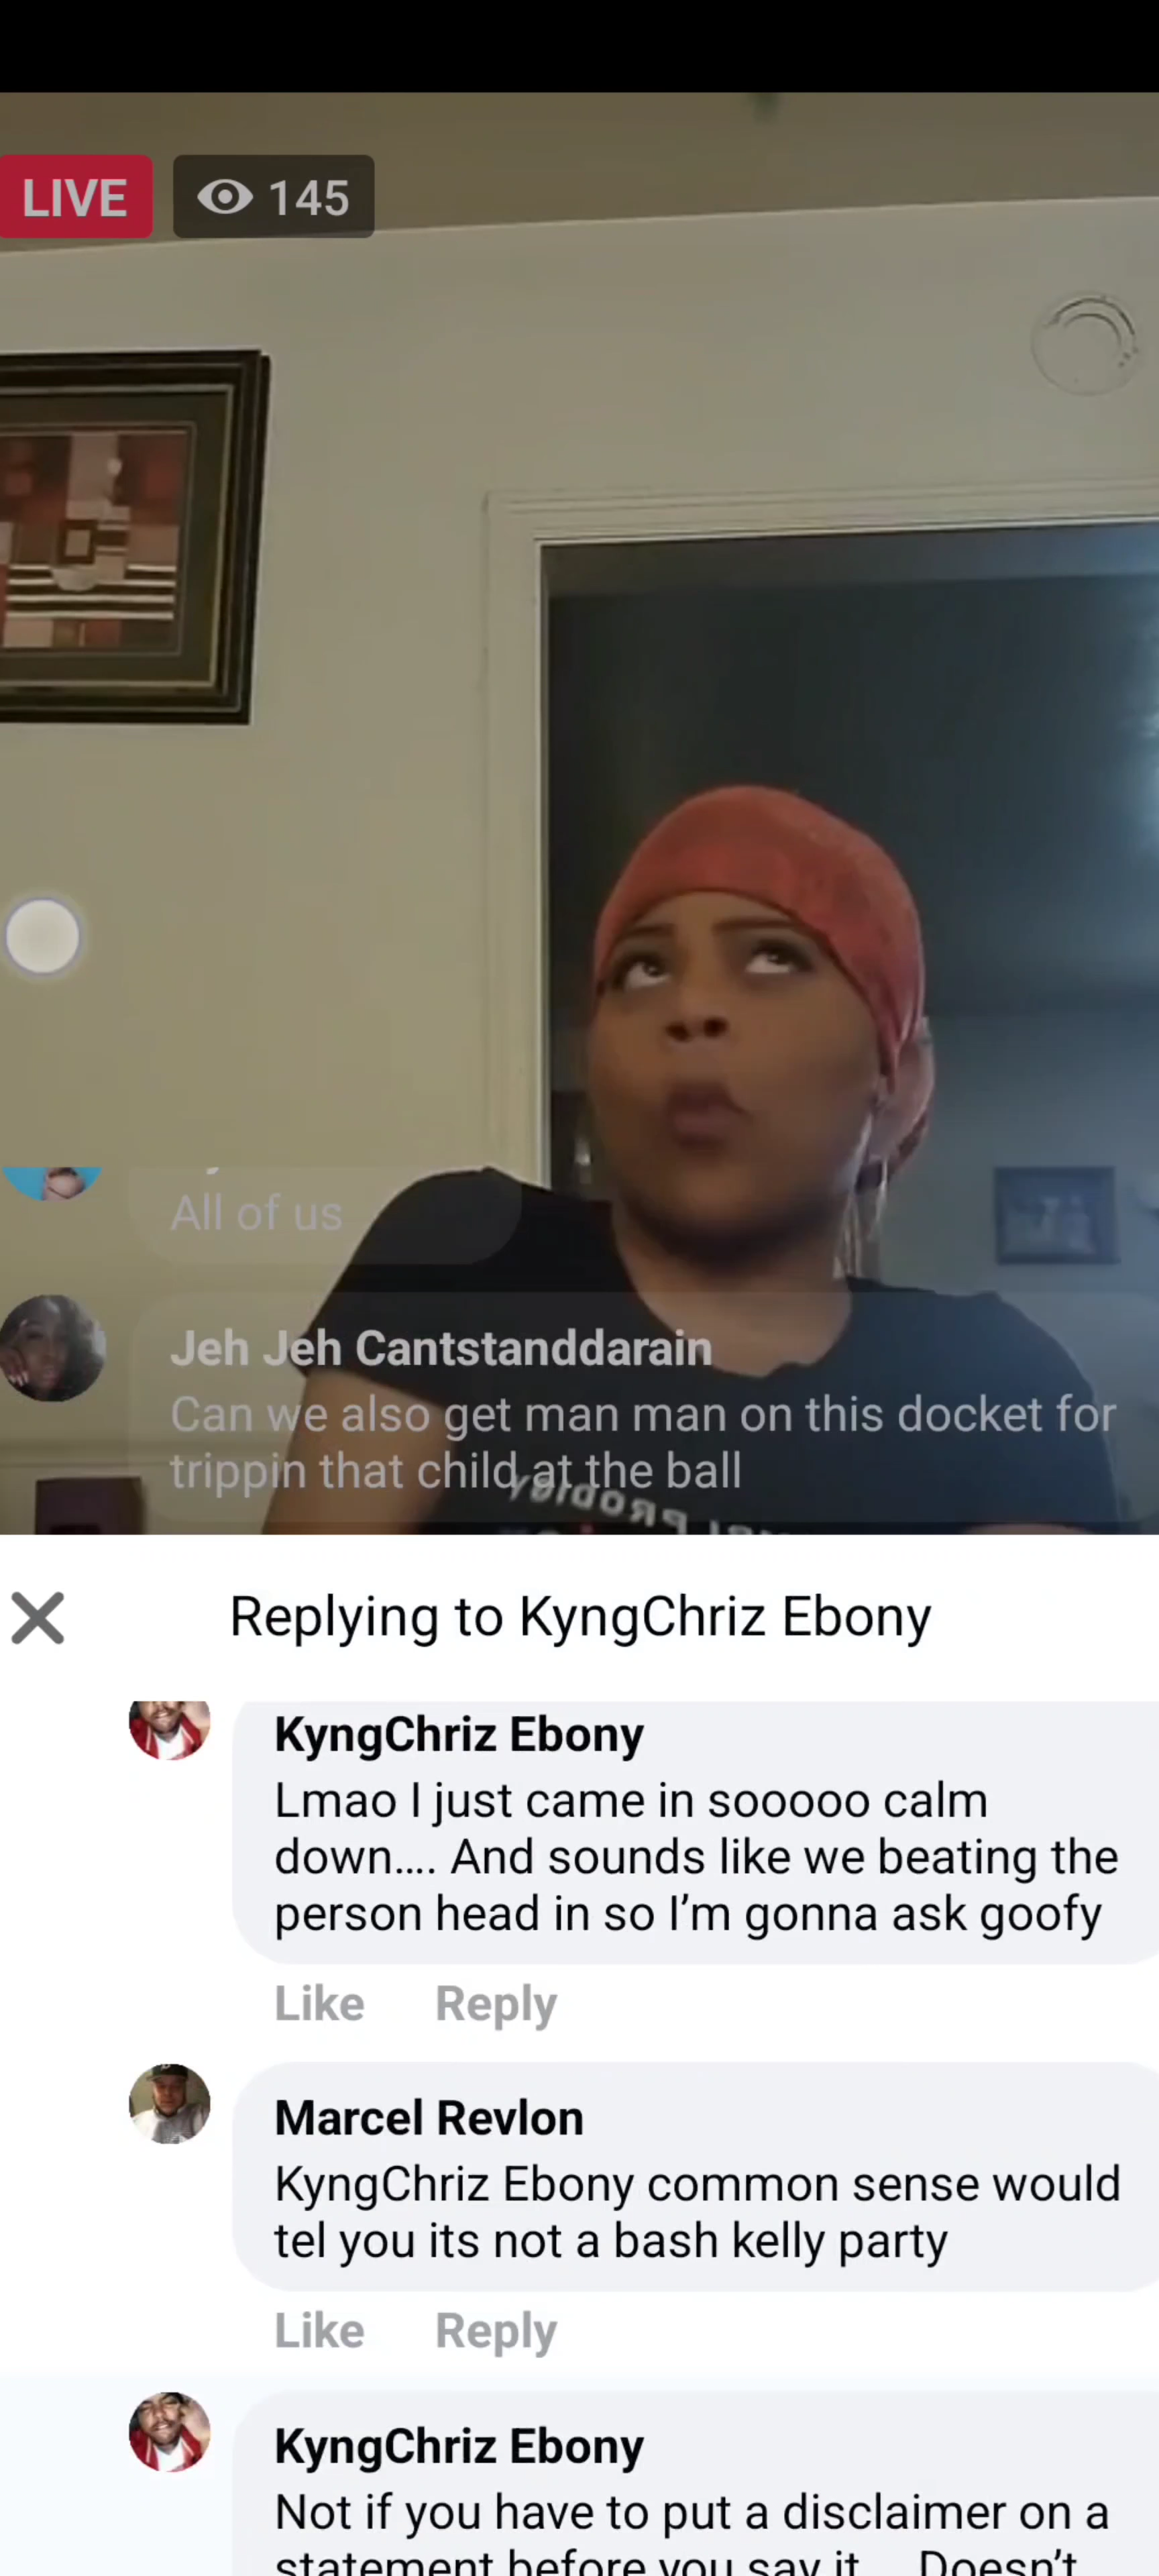 LIVE
145
All of us
Jeh Jeh Cantstanddarain
Can we also get man man on this docket for
trippin that child at the ball
Replying to KyngChriz Ebony
KyngChriz Ebony
Lmao I just came in sooooo calm
down.... And sounds like we beating the
person head in so I’m gonna ask goofy
Like Reply
Marcel Revlon
KyngChriz Ebony common sense would
tel you its not a bash kelly party
Like Reply
KyngChriz Ebony
Not if you have to put a disclaimer on a
statement before you say it.... Doesn’t